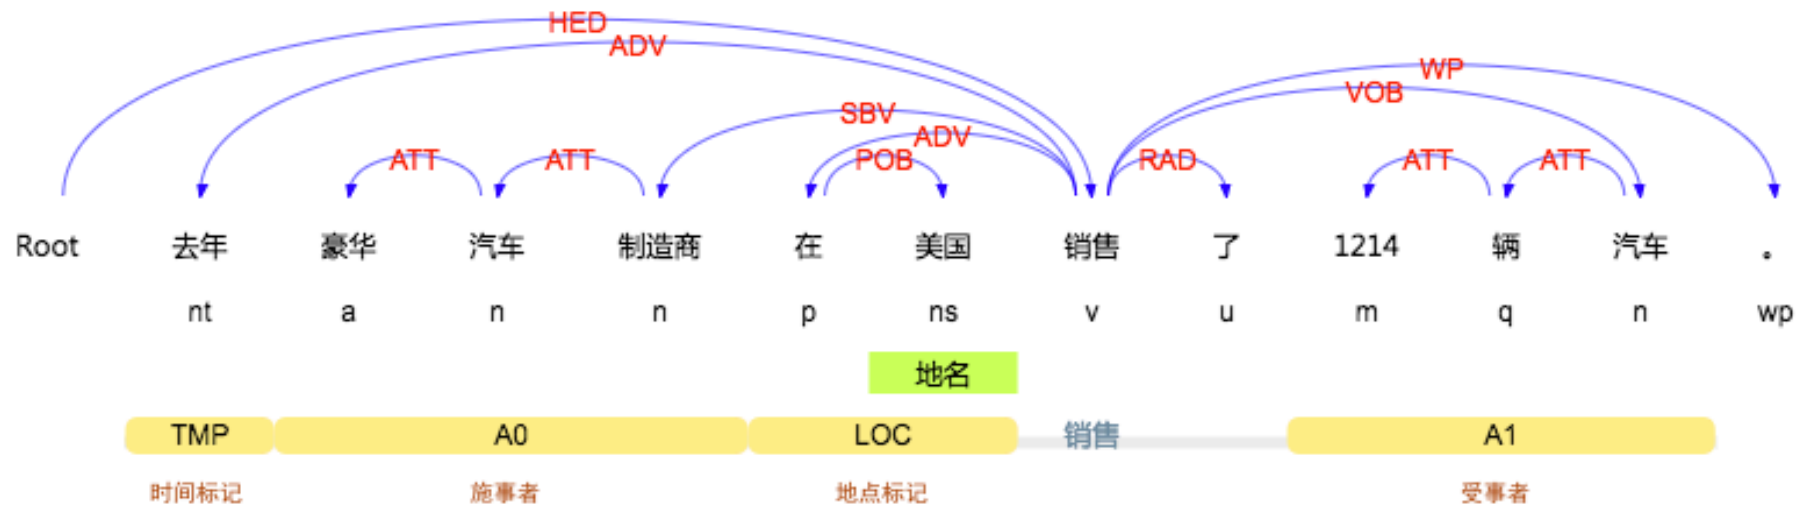 HED
ADV
WP
VOB
SBV
ADV
ATT ATT POB RAD ATT ATT
Root 去年 豪华 汽车 制造商 在 美国 销售 了 1214 辆 汽车 。
nt a n n p ns v u m q n wp
地名
TMP A0 LOC 销售 A1
时间标记 施事者 地点标记 受事者